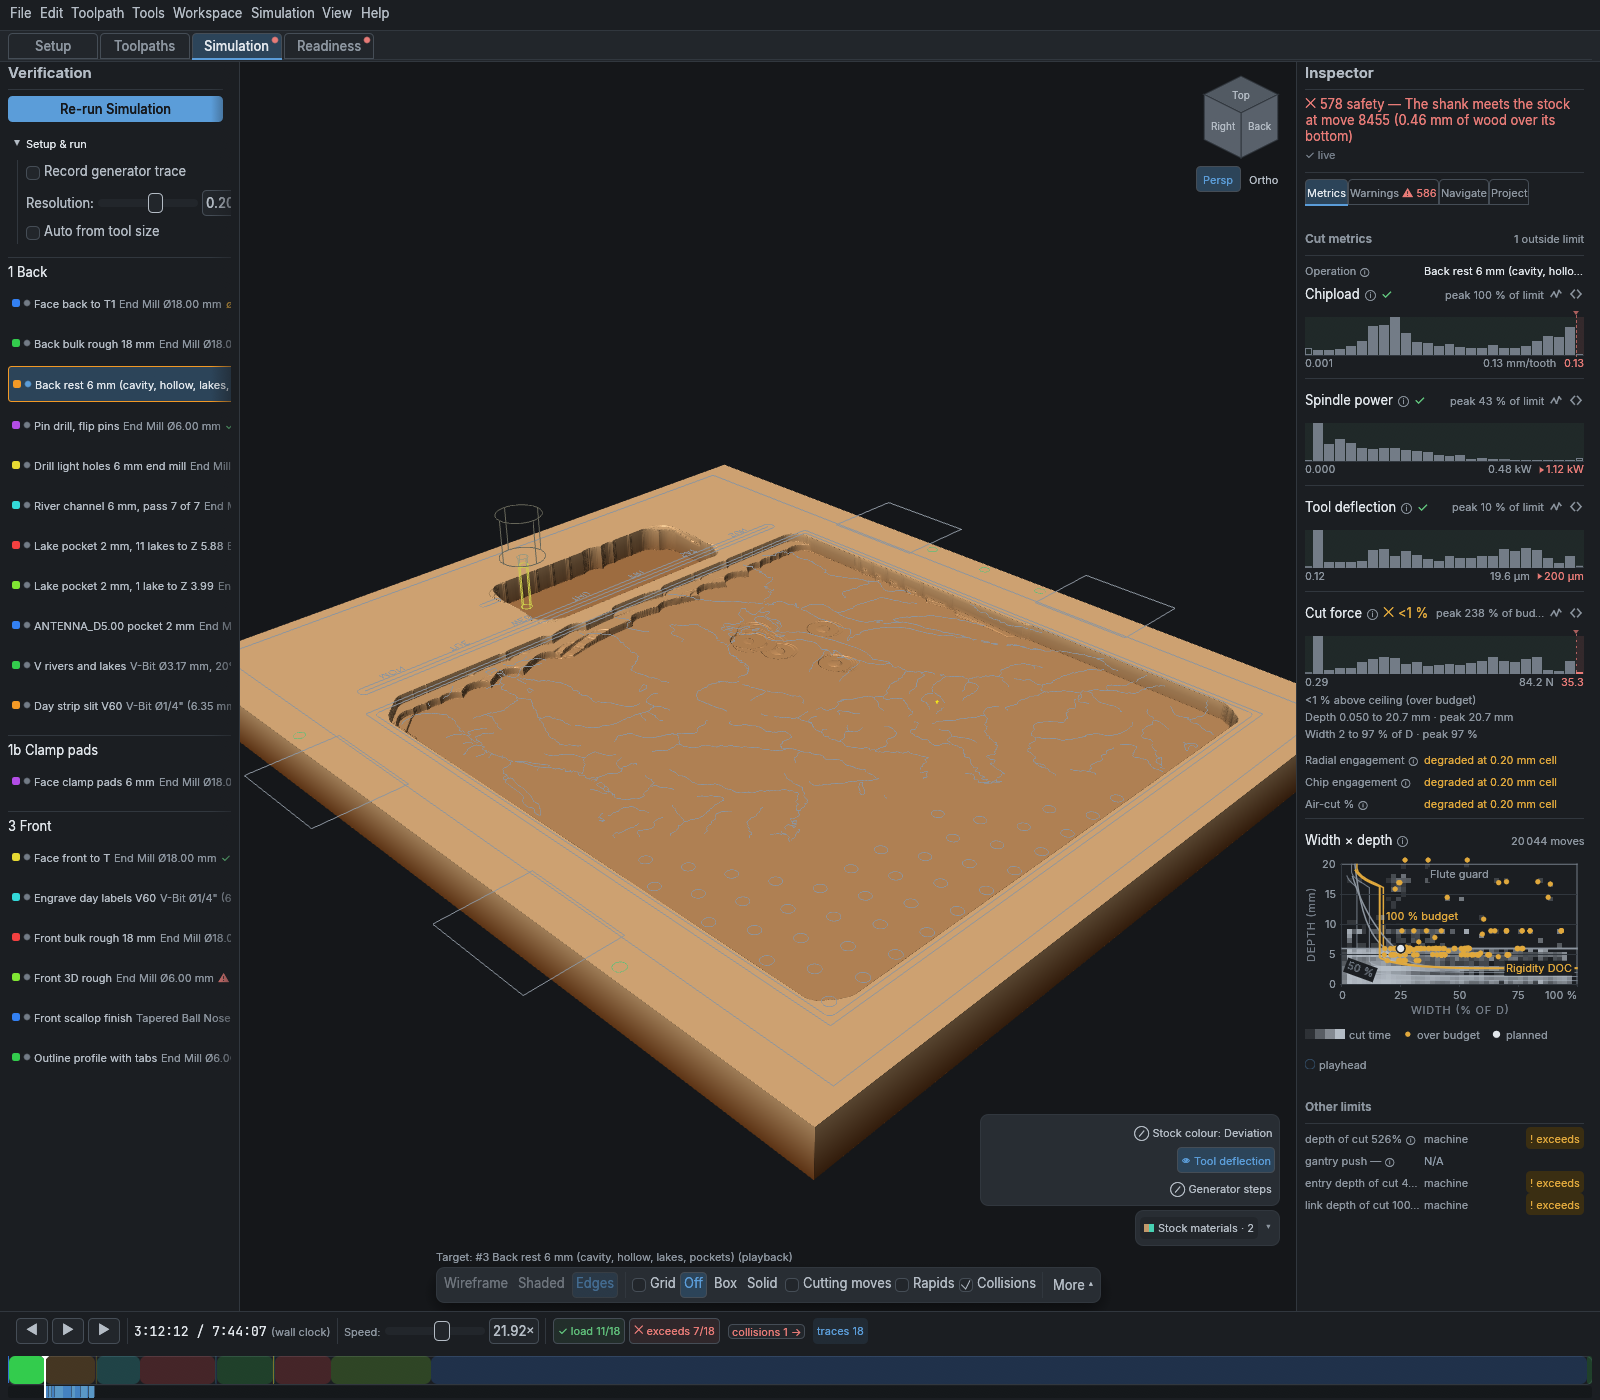 File Edit Toolpath Tools Workspace Simulation View Help
Setup Toolpaths Simulation Readiness
Verification
Re-run Simulation
Setup & run
Record generator trace
Resolution: 0.20
Auto from tool size
1 Back
Face back to T1 End Mill Ø18.00 mm
Back bulk rough 18 mm End Mill Ø18.0
Back rest 6 mm (cavity, hollow, lakes,
Pin drill, flip pins End Mill Ø6.00 mm
Drill light holes 6 mm end mill End Mill
River channel 6 mm, pass 7 of 7 End
Lake pocket 2 mm, 11 lakes to Z 5.88
Lake pocket 2 mm, 1 lake to Z 3.99 En
ANTENNA_D5.00 pocket 2 mm End M
V rivers and lakes V-Bit Ø3.17 mm, 20°
Day strip slit V60 V-Bit Ø1/4" (6.35 mm
1b Clamp pads
Face clamp pads 6 mm End Mill Ø18.0
3 Front
Face front to T End Mill Ø18.00 mm
Engrave day labels V60 V-Bit Ø1/4" (6
Front bulk rough 18 mm End Mill Ø18.0
Front 3D rough End Mill Ø6.00 mm
Front scallop finish Tapered Ball Nose
Outline profile with tabs End Mill Ø6.0
Top
Right Back
Persp Ortho
Stock colour: Deviation
Tool deflection
Generator steps
Stock materials · 2
Target: #3 Back rest 6 mm (cavity, hollow, lakes, pockets) (playback)
Wireframe Shaded Edges Grid Off Box Solid Cutting moves Rapids Collisions More
Inspector
✕ 578 safety — The shank meets the stock
at move 8455 (0.46 mm of wood over its
bottom)
✓ live
Metrics Warnings 586 Navigate Project
Cut metrics 1 outside limit
Operation Back rest 6 mm (cavity, hollo…
Chipload ✓ peak 100 % of limit
0.001 0.13 mm/tooth 0.13
Spindle power ✓ peak 43 % of limit
0.000 0.48 kW 1.12 kW
Tool deflection ✓ peak 10 % of limit
0.12 19.6 µm 200 µm
Cut force ✕ <1 % peak 238 % of bud…
0.29 84.2 N 35.3
<1 % above ceiling (over budget)
Depth 0.050 to 20.7 mm · peak 20.7 mm
Width 2 to 97 % of D · peak 97 %
Radial engagement degraded at 0.20 mm cell
Chip engagement degraded at 0.20 mm cell
Air-cut % degraded at 0.20 mm cell
Width × depth 20 044 moves
20
15
10
5
0
DEPTH (mm)
Flute guard
100 % budget
50 %
Rigidity DOC
0 25 50 75 100 %
WIDTH (% OF D)
cut time over budget planned
playhead
Other limits
depth of cut 526% machine ! exceeds
gantry push — N/A
entry depth of cut 4… machine ! exceeds
link depth of cut 100… machine ! exceeds
3:12:12 / 7:44:07 (wall clock) Speed: 21.92× ✓ load 11/18 ✕ exceeds 7/18 collisions 1 → traces 18